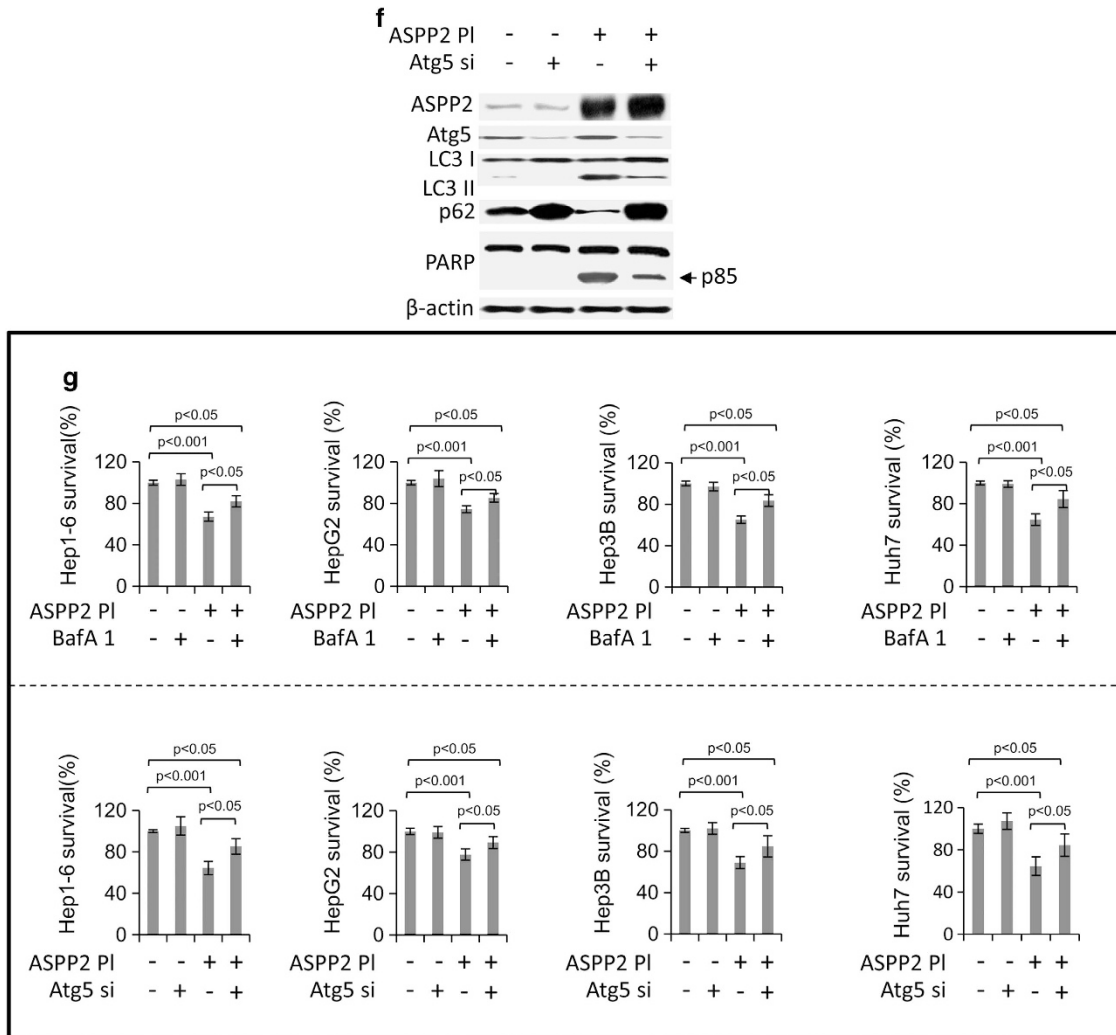 f
ASPP2 Pl - - + +
Atg5 si - + - +
ASPP2
Atg5
LC3 I
LC3 II
p62
PARP
p85
β-actin
g
p<0.05
p<0.001
p<0.05
Hep1-6 survival(%)
120
80
40
0
ASPP2 Pl - - + +
BafA 1 - + - +
p<0.05
p<0.001
p<0.05
HepG2 survival (%)
120
80
40
0
ASPP2 Pl - - + +
BafA 1 - + - +
p<0.05
p<0.001
p<0.05
Hep3B survival (%)
120
80
40
0
ASPP2 Pl - - + +
BafA 1 - + - +
p<0.05
p<0.001
p<0.05
Huh7 survival (%)
120
80
40
0
ASPP2 Pl - - + +
BafA 1 - + - +
p<0.05
p<0.001
p<0.05
Hep1-6 survival(%)
120
80
40
0
ASPP2 Pl - - + +
Atg5 si - + - +
p<0.05
p<0.001
p<0.05
HepG2 survival (%)
120
80
40
0
ASPP2 Pl - - + +
Atg5 si - + - +
p<0.05
p<0.001
p<0.05
Hep3B survival (%)
120
80
40
0
ASPP2 Pl - - + +
Atg5 si - + - +
p<0.05
p<0.001
p<0.05
Huh7 survival (%)
120
80
40
0
ASPP2 Pl - - + +
Atg5 si - + - +